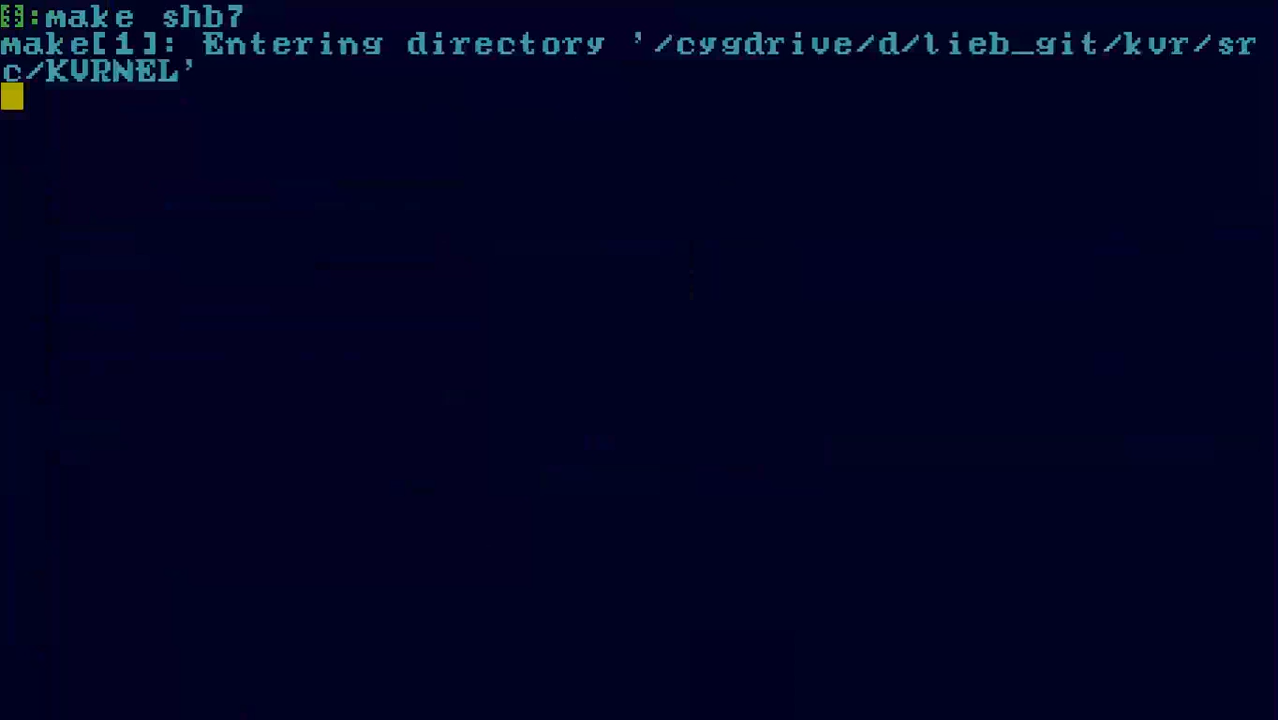 []:make shb7
make[1]: Entering directory '/cygdrive/d/lieb_git/kvr/sr
c/KVRNEL'